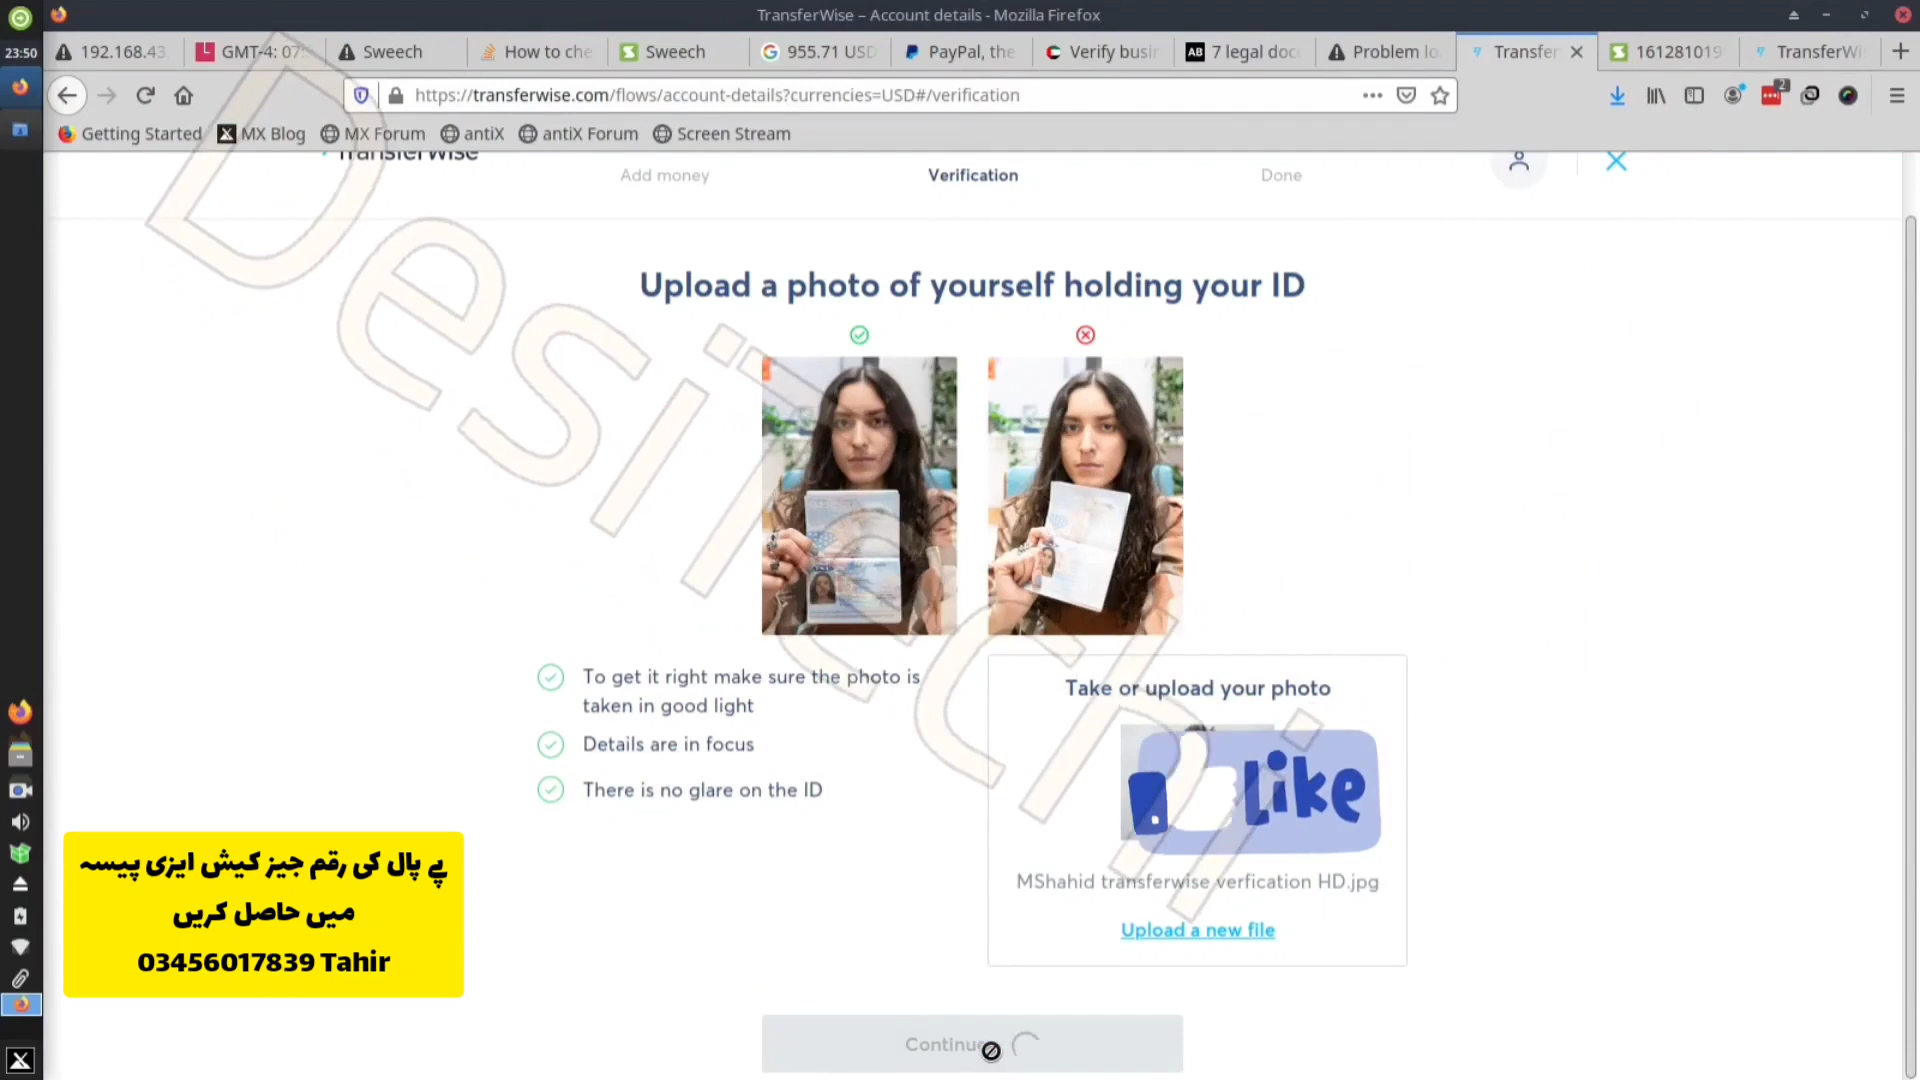 TransferWise – Account details - Mozilla Firefox
23:50
192.168.43
GMT-4: 07:
Sweech
How to che
Sweech
955.71 USD
PayPal, the
Verify busin
7 legal doc
Problem lo
Transfer
1612810199
TransferWi
https://transferwise.com/flows/account-details?currencies=USD#/verification
2
Getting Started
MX Blog
MX Forum
antiX
antiX Forum
Screen Stream
TransferWise
Add money
Verification
Done
Upload a photo of yourself holding your ID
To get it right make sure the photo is
taken in good light
Details are in focus
There is no glare on the ID
Take or upload your photo
Like
MShahid transferwise verfication HD.jpg
Upload a new file
Continue
پے پال کی رقم جیز کیش ایزی پیسہ
میں حاصل کریں
03456017839 Tahir
DesiTech